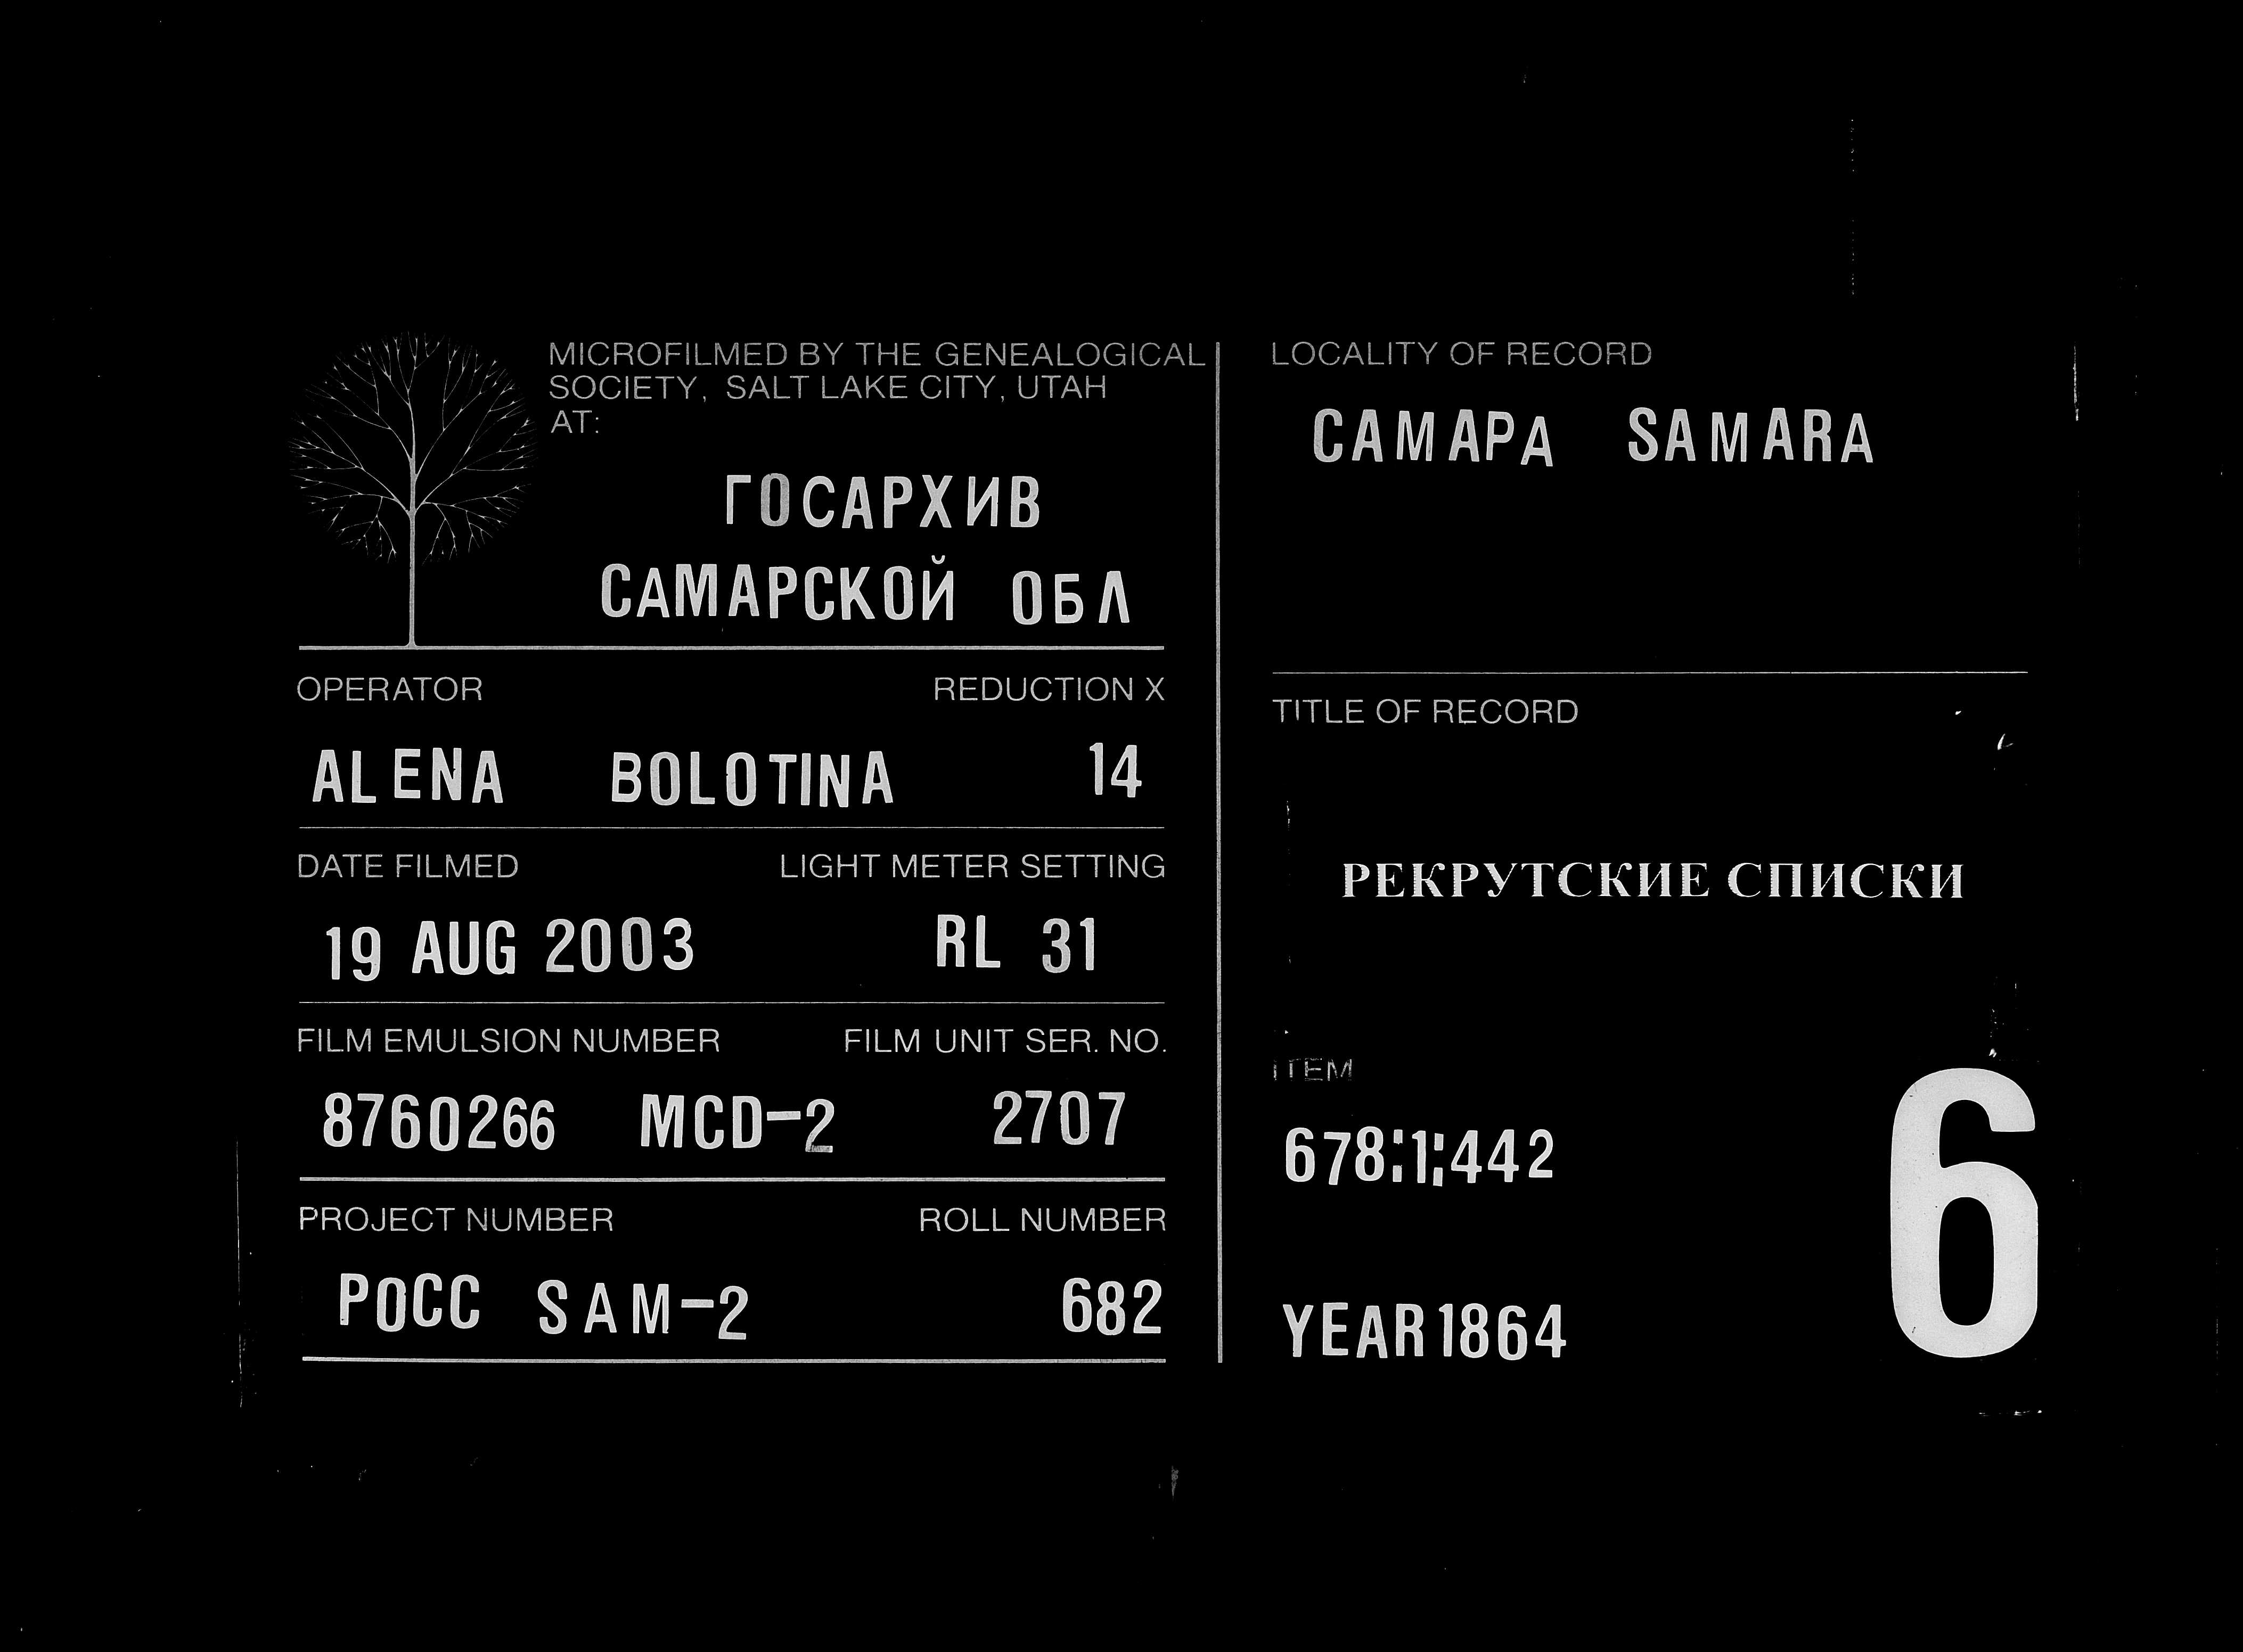 MICROFILMED BY THE GENEALOGICAL
SOCIETY, SALT LAKE CITY, UTAH
AT:
ГОСАРХИВ
САМАРСКОЙ ОБЛ
OPERATOR REDUCTION X
ALENA BOLOTINA 14
DATE FILMED LIGHT METER SETTING
19 AUG 2003 RL 31
FILM EMULSION NUMBER FILM UNIT SER. NO.
8760266 MCD-2 2707
PROJECT NUMBER ROLL NUMBER
РОСС SAM-2 682
LOCALITY OF RECORD
САМАРА SAMARA
TITLE OF RECORD
РЕКРУТСКИЕ СПИСКИ
ITEM
678:1;442
6
YEAR1864